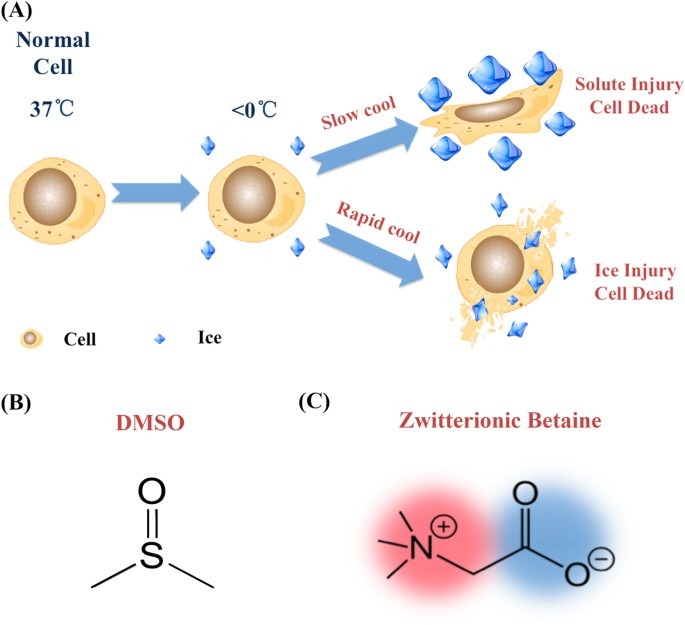 (A)
Normal
Cell
37℃
<0℃
Slow cool
Rapid cool
Solute Injury
Cell Dead
Ice Injury
Cell Dead
Cell
Ice
(B)
DMSO
O
S
(C)
Zwitterionic Betaine
N
+
O
O
−